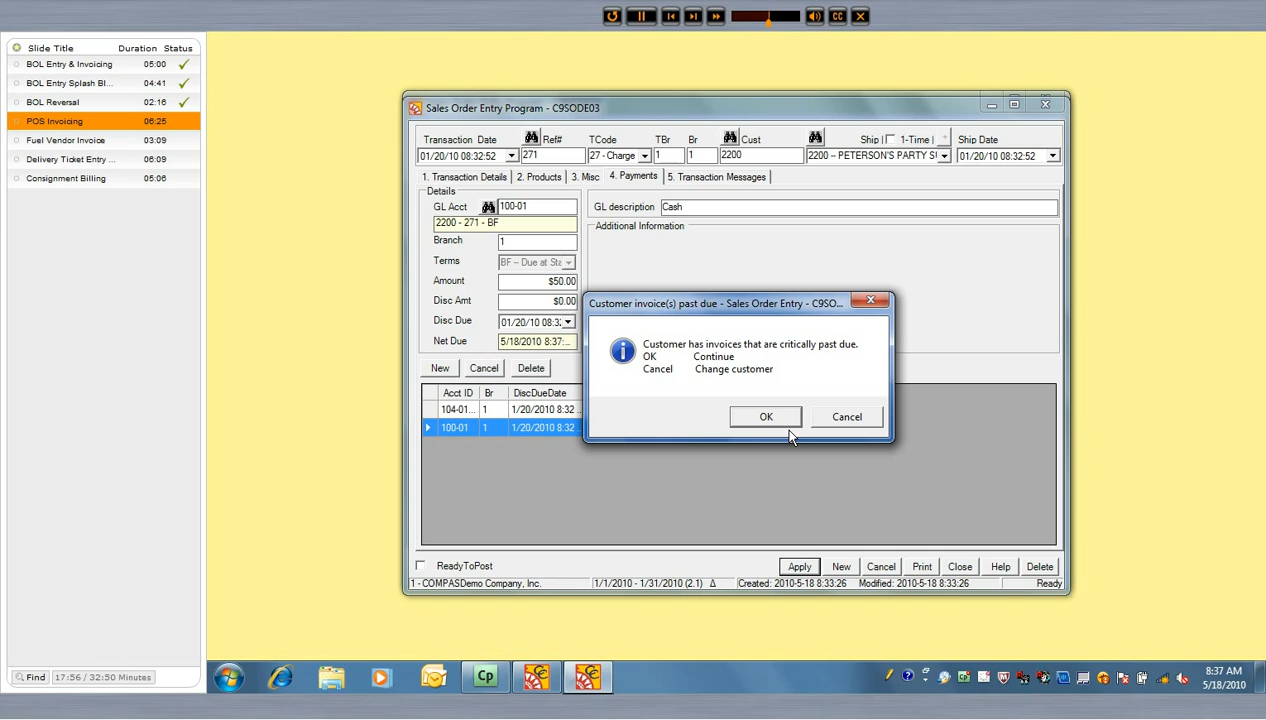 CC
Slide Title Duration Status
BOL Entry & Invoicing 05:00
BOL Entry Splash Bl... 04:41
BOL Reversal 02:16
POS Invoicing 06:25
Fuel Vendor Invoice 03:09
Delivery Ticket Entry ... 06:09
Consignment Billing 05:06
Sales Order Entry Program - C9SODE03
Transaction Date Ref# TCode TBr Br Cust Ship 1-Time Ship Date
01/20/10 08:32:52 271 27 - Charge 1 1 2200 2200 -- PETERSON'S PARTY SU 01/20/10 08:32:52
1. Transaction Details 2. Products 3. Misc 4. Payments 5. Transaction Messages
Details
GL Acct 100-01 GL description Cash
2200 - 271 - BF
Additional Information
Branch 1
Terms BF -- Due at Sta
Amount $50.00
Disc Amt $0.00
Disc Due 01/20/10 08:32
Net Due 5/18/2010 8:37:...
New Cancel Delete
Acct ID Br DiscDueDate
104-01... 1 1/20/2010 8:32 ...
100-01 1 1/20/2010 8:32 ...
Customer invoice(s) past due - Sales Order Entry - C9SO...
Customer has invoices that are critically past due.
OK Continue
Cancel Change customer
OK Cancel
ReadyToPost Apply New Cancel Print Close Help Delete
1 - COMPASDemo Company, Inc. 1/1/2010 - 1/31/2010 (2.1) Δ Created: 2010-5-18 8:33:26 Modified: 2010-5-18 8:33:26 Ready
Find 17:56 / 32:50 Minutes
Cp
8:37 AM
5/18/2010